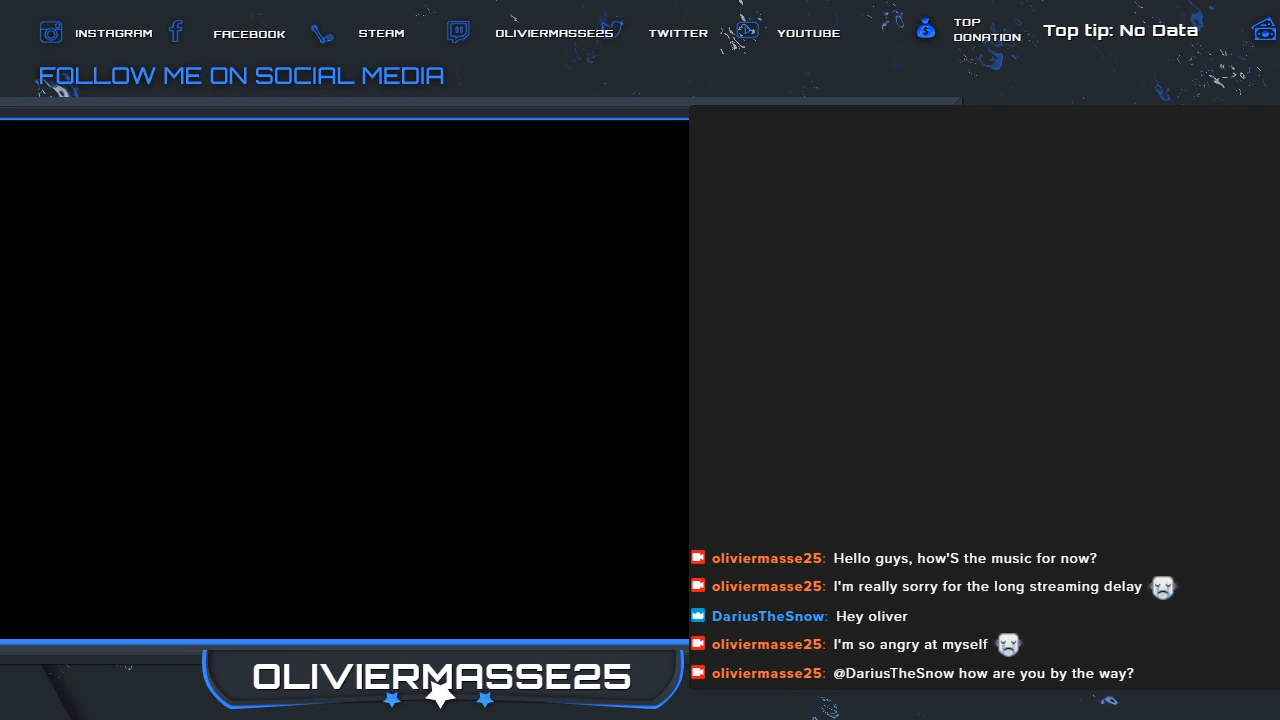 INSTAGRAM FACEBOOK STEAM OLIVIERMASSE25 TWITTER YOUTUBE
TOP
DONATION
Top tip: No Data
FOLLOW ME ON SOCIAL MEDIA
oliviermasse25: Hello guys, how'S the music for now?
oliviermasse25: I'm really sorry for the long streaming delay
DariusTheSnow: Hey oliver
oliviermasse25: I'm so angry at myself
oliviermasse25: @DariusTheSnow how are you by the way?
OLIVIERMASSE25